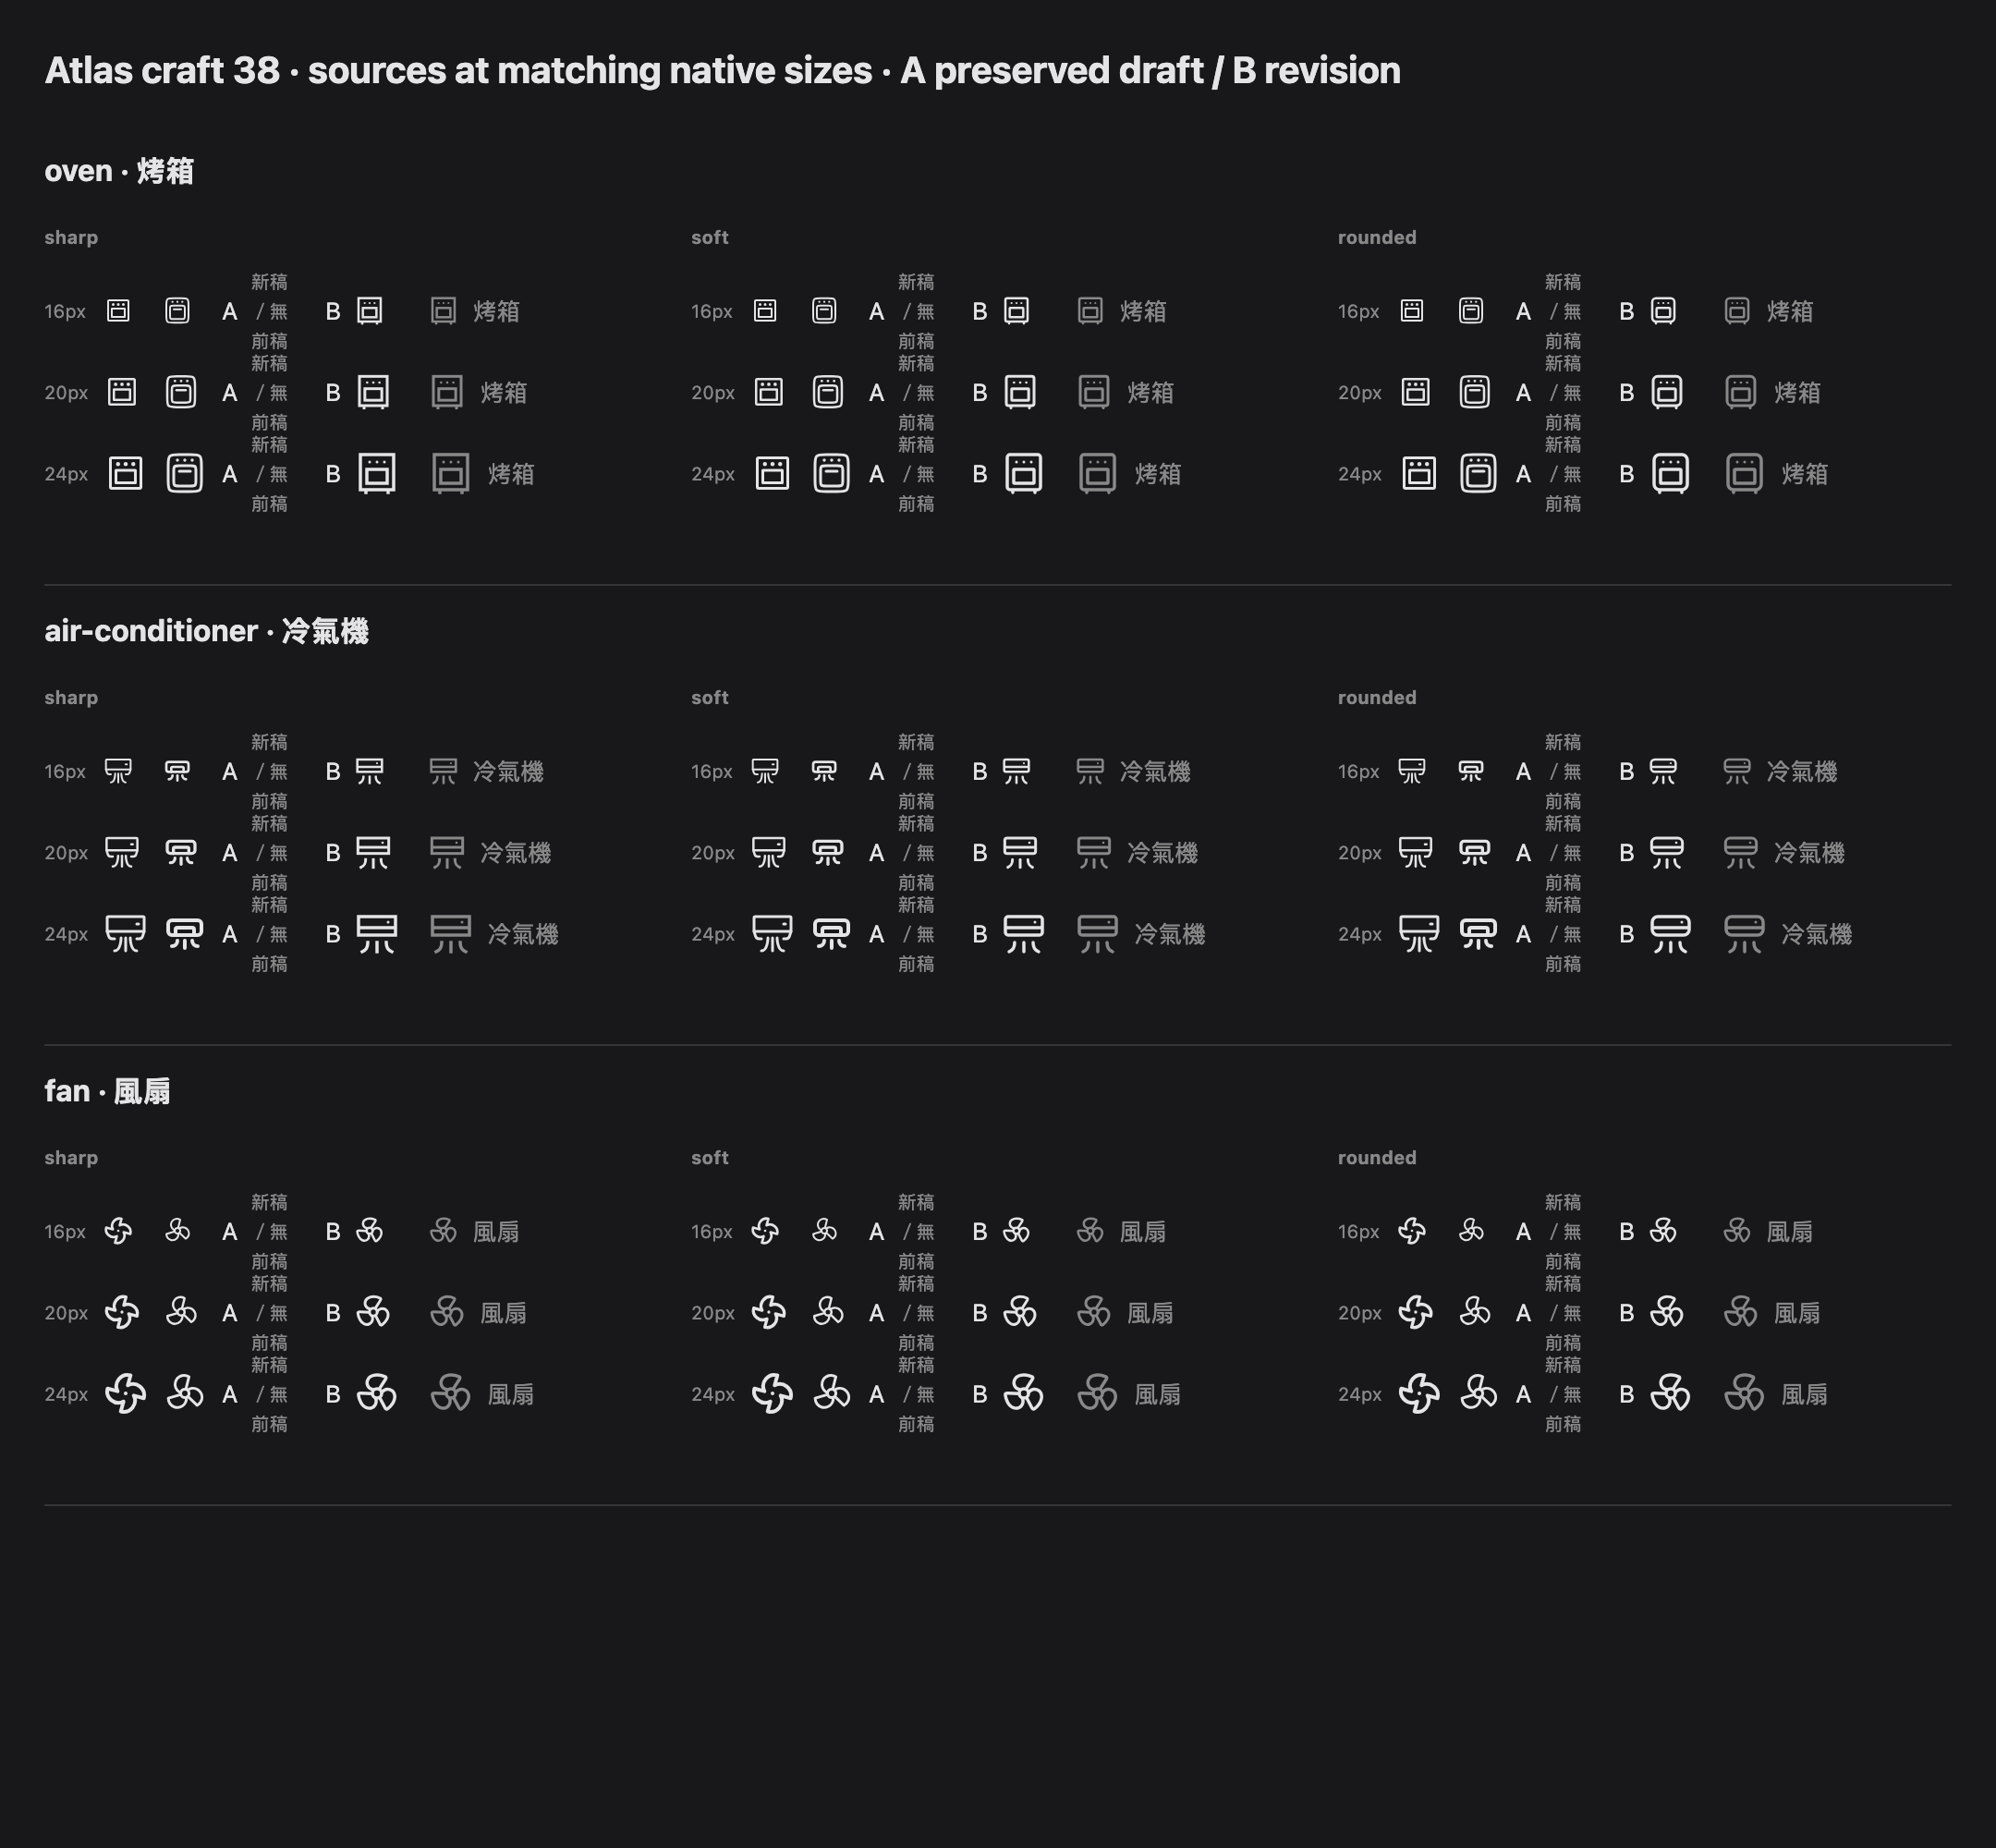 Atlas craft 38 · sources at matching native sizes · A preserved draft / B revision
oven · 烤箱
sharp
16px A 新稿 / 無前稿 B 烤箱
20px A 新稿 / 無前稿 B 烤箱
24px A 新稿 / 無前稿 B 烤箱
soft
16px A 新稿 / 無前稿 B 烤箱
20px A 新稿 / 無前稿 B 烤箱
24px A 新稿 / 無前稿 B 烤箱
rounded
16px A 新稿 / 無前稿 B 烤箱
20px A 新稿 / 無前稿 B 烤箱
24px A 新稿 / 無前稿 B 烤箱
air-conditioner · 冷氣機
sharp
16px A 新稿 / 無前稿 B 冷氣機
20px A 新稿 / 無前稿 B 冷氣機
24px A 新稿 / 無前稿 B 冷氣機
soft
16px A 新稿 / 無前稿 B 冷氣機
20px A 新稿 / 無前稿 B 冷氣機
24px A 新稿 / 無前稿 B 冷氣機
rounded
16px A 新稿 / 無前稿 B 冷氣機
20px A 新稿 / 無前稿 B 冷氣機
24px A 新稿 / 無前稿 B 冷氣機
fan · 風扇
sharp
16px A 新稿 / 無前稿 B 風扇
20px A 新稿 / 無前稿 B 風扇
24px A 新稿 / 無前稿 B 風扇
soft
16px A 新稿 / 無前稿 B 風扇
20px A 新稿 / 無前稿 B 風扇
24px A 新稿 / 無前稿 B 風扇
rounded
16px A 新稿 / 無前稿 B 風扇
20px A 新稿 / 無前稿 B 風扇
24px A 新稿 / 無前稿 B 風扇